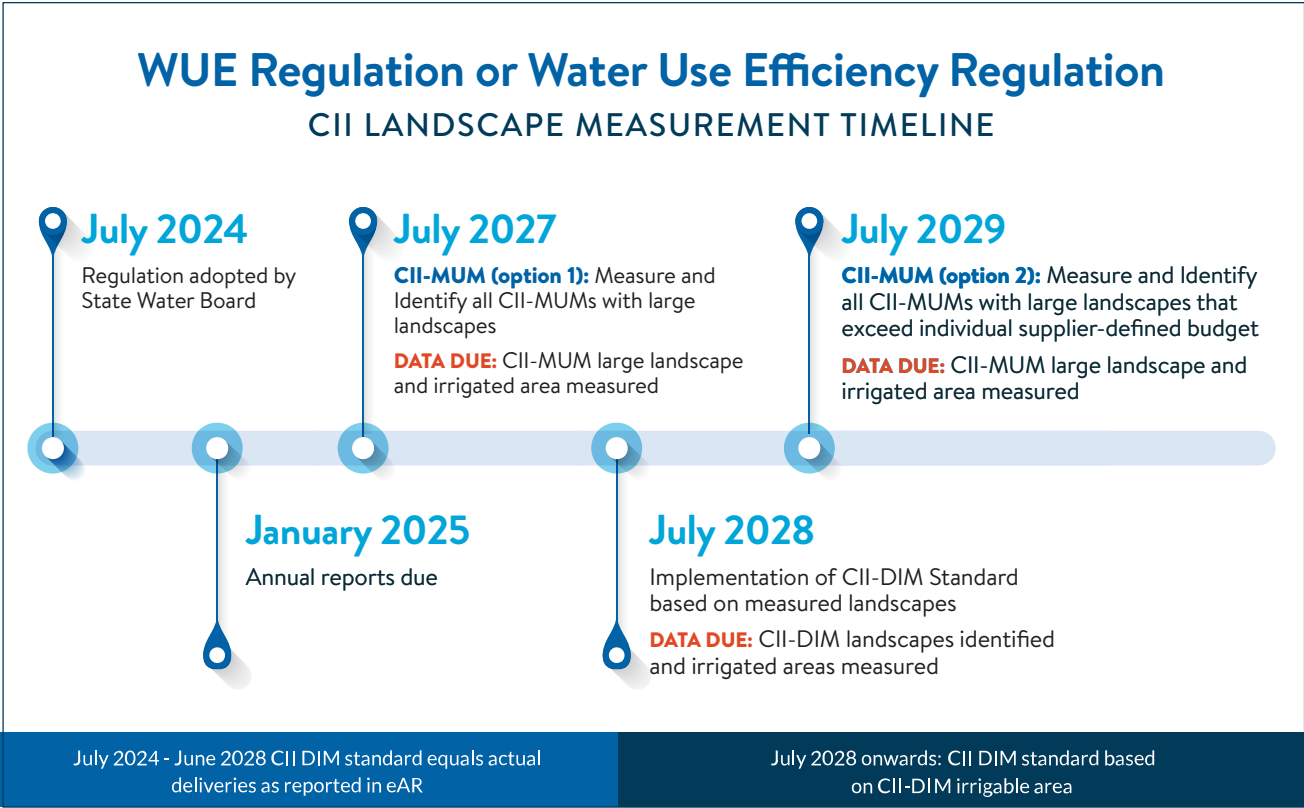 WUE Regulation or Water Use Efficiency Regulation
CII LANDSCAPE MEASUREMENT TIMELINE
July 2024
Regulation adopted by
State Water Board
July 2027
CII-MUM (option 1): Measure and
Identify all CII-MUMs with large
landscapes
DATA DUE: CII-MUM large landscape
and irrigated area measured
July 2029
CII-MUM (option 2): Measure and Identify
all CII-MUMs with large landscapes that
exceed individual supplier-defined budget
DATA DUE: CII-MUM large landscape and
irrigated area measured
January 2025
Annual reports due
July 2028
Implementation of CII-DIM Standard
based on measured landscapes
DATA DUE: CII-DIM landscapes identified
and irrigated areas measured
July 2024 - June 2028 CII DIM standard equals actual
deliveries as reported in eAR
July 2028 onwards: CII DIM standard based
on CII-DIM irrigable area